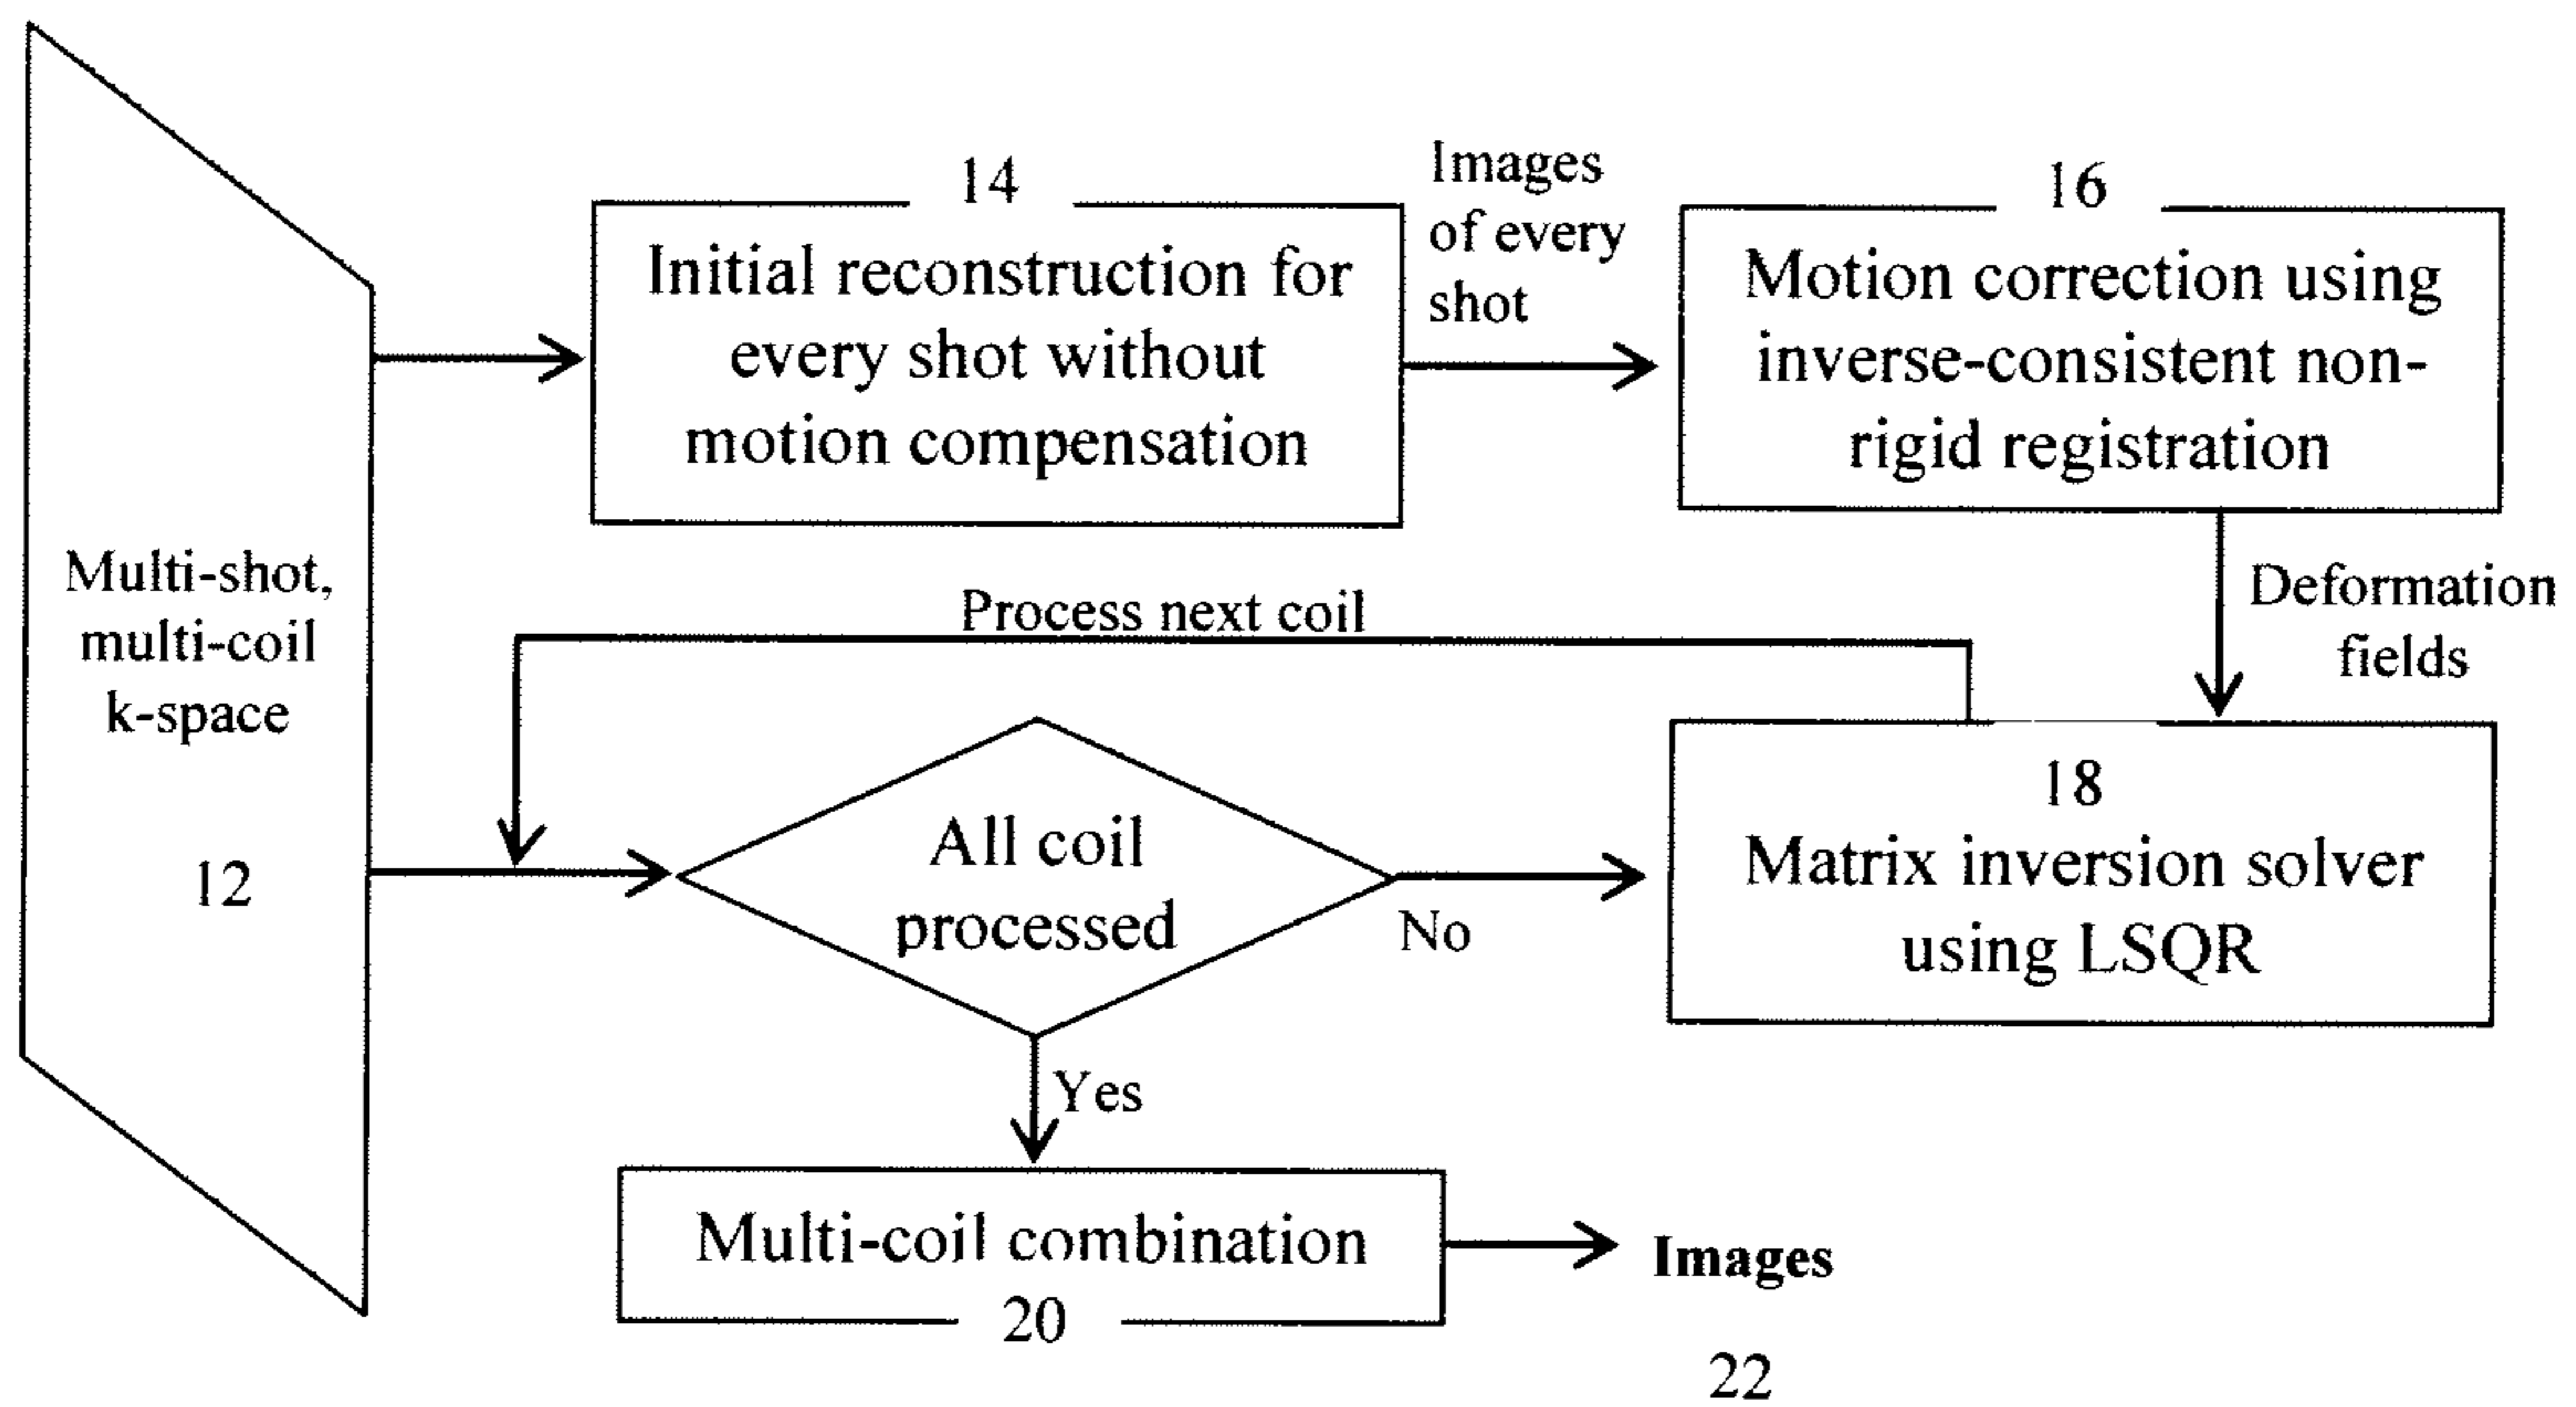 14
Initial reconstruction for
every shot without
motion compensation
Images
of every
shot
16
Motion correction using
inverse-consistent non-
rigid registration
Multi-shot,
multi-coil
k-space
12
Process next coil
Deformation
fields
All coil
processed
No
18
Matrix inversion solver
using LSQR
Yes
Multi-coil combination
20
Images
22